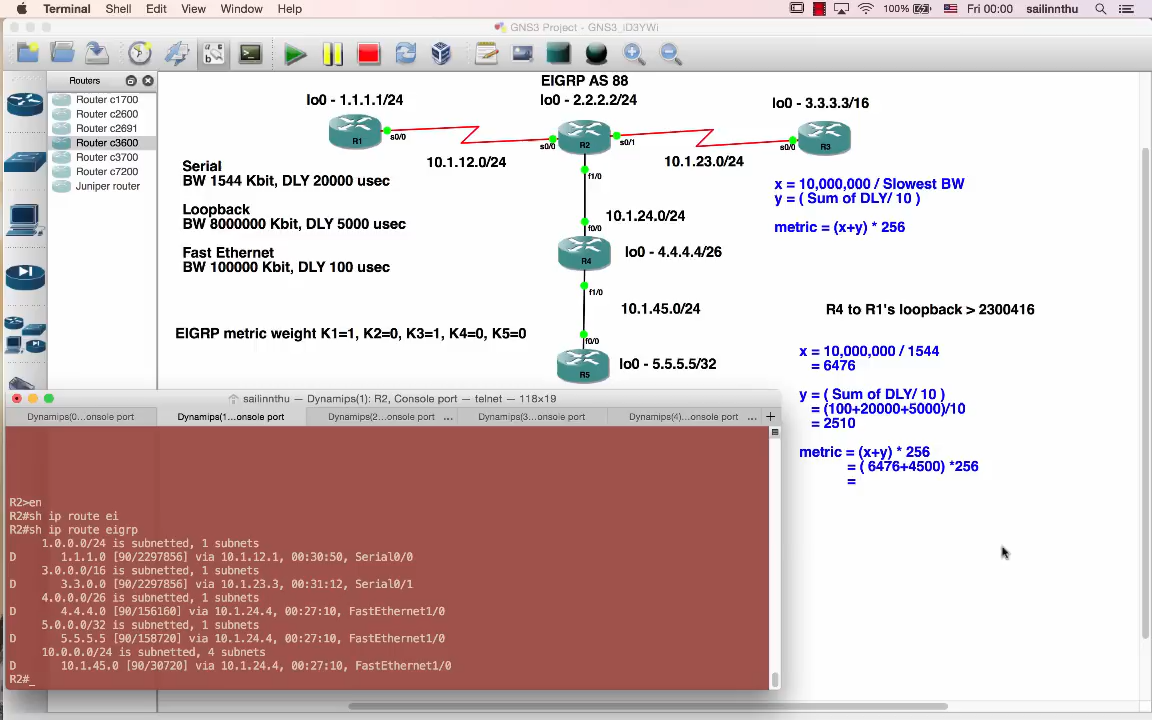 Terminal Shell Edit View Window Help 100% Fri 00:00 sailinnthu
GNS3 Project - GNS3_iD3YWi
Routers
Router c1700
Router c2600
Router c2691
Router c3600
Router c3700
Router c7200
Juniper router
EIGRP AS 88
lo0 - 1.1.1.1/24
lo0 - 2.2.2.2/24
lo0 - 3.3.3.3/16
R1
s0/0
s0/0
R2
s0/1
s0/0
R3
10.1.12.0/24
10.1.23.0/24
f1/0
Serial
BW 1544 Kbit, DLY 20000 usec
Loopback
BW 8000000 Kbit, DLY 5000 usec
Fast Ethernet
BW 100000 Kbit, DLY 100 usec
EIGRP metric weight K1=1, K2=0, K3=1, K4=0, K5=0
x = 10,000,000 / Slowest BW
y = ( Sum of DLY/ 10 )
metric = (x+y) * 256
10.1.24.0/24
f0/0
R4
lo0 - 4.4.4.4/26
f1/0
10.1.45.0/24
f0/0
R5
lo0 - 5.5.5.5/32
R4 to R1's loopback > 2300416
x = 10,000,000 / 1544
= 6476
y = ( Sum of DLY/ 10 )
= (100+20000+5000)/10
= 2510
metric = (x+y) * 256
= ( 6476+4500) *256
=
Dynamips(1): R2, Console port — telnet — 118×19
Dynamips(0...onsole port
Dynamips(1...onsole port
Dynamips(2...onsole port ...
Dynamips(3...onsole port
Dynamips(4)....onsole port ...
R2>en
R2#sh ip route ei
R2#sh ip route eigrp
1.0.0.0/24 is subnetted, 1 subnets
D 1.1.1.0 [90/2297856] via 10.1.12.1, 00:30:50, Serial0/0
3.0.0.0/16 is subnetted, 1 subnets
D 3.3.0.0 [90/2297856] via 10.1.23.3, 00:31:12, Serial0/1
4.0.0.0/26 is subnetted, 1 subnets
D 4.4.4.0 [90/156160] via 10.1.24.4, 00:27:10, FastEthernet1/0
5.0.0.0/32 is subnetted, 1 subnets
D 5.5.5.5 [90/158720] via 10.1.24.4, 00:27:10, FastEthernet1/0
10.0.0.0/24 is subnetted, 4 subnets
D 10.1.45.0 [90/30720] via 10.1.24.4, 00:27:10, FastEthernet1/0
R2#_